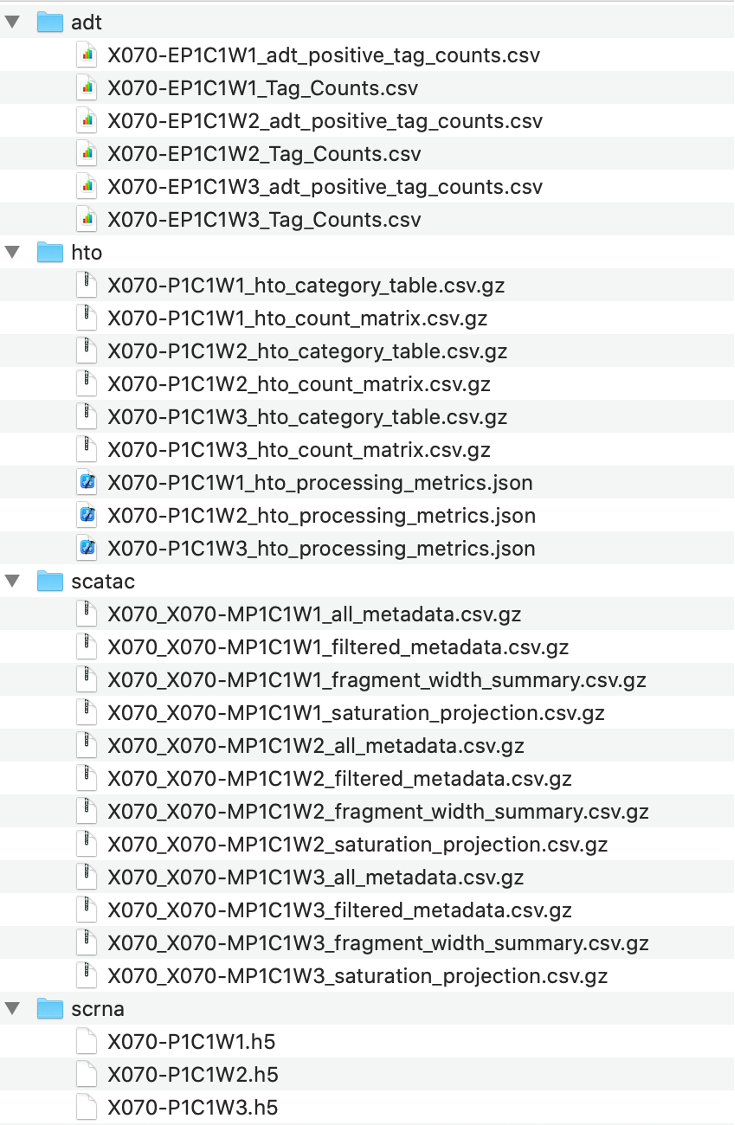 adt
X070-EP1C1W1_adt_positive_tag_counts.csv
X070-EP1C1W1_Tag_Counts.csv
X070-EP1C1W2_adt_positive_tag_counts.csv
X070-EP1C1W2_Tag_Counts.csv
X070-EP1C1W3_adt_positive_tag_counts.csv
X070-EP1C1W3_Tag_Counts.csv
hto
X070-P1C1W1_hto_category_table.csv.gz
X070-P1C1W1_hto_count_matrix.csv.gz
X070-P1C1W2_hto_category_table.csv.gz
X070-P1C1W2_hto_count_matrix.csv.gz
X070-P1C1W3_hto_category_table.csv.gz
X070-P1C1W3_hto_count_matrix.csv.gz
X070-P1C1W1_hto_processing_metrics.json
X070-P1C1W2_hto_processing_metrics.json
X070-P1C1W3_hto_processing_metrics.json
scatac
X070_X070-MP1C1W1_all_metadata.csv.gz
X070_X070-MP1C1W1_filtered_metadata.csv.gz
X070_X070-MP1C1W1_fragment_width_summary.csv.gz
X070_X070-MP1C1W1_saturation_projection.csv.gz
X070_X070-MP1C1W2_all_metadata.csv.gz
X070_X070-MP1C1W2_filtered_metadata.csv.gz
X070_X070-MP1C1W2_fragment_width_summary.csv.gz
X070_X070-MP1C1W2_saturation_projection.csv.gz
X070_X070-MP1C1W3_all_metadata.csv.gz
X070_X070-MP1C1W3_filtered_metadata.csv.gz
X070_X070-MP1C1W3_fragment_width_summary.csv.gz
X070_X070-MP1C1W3_saturation_projection.csv.gz
scrna
X070-P1C1W1.h5
X070-P1C1W2.h5
X070-P1C1W3.h5